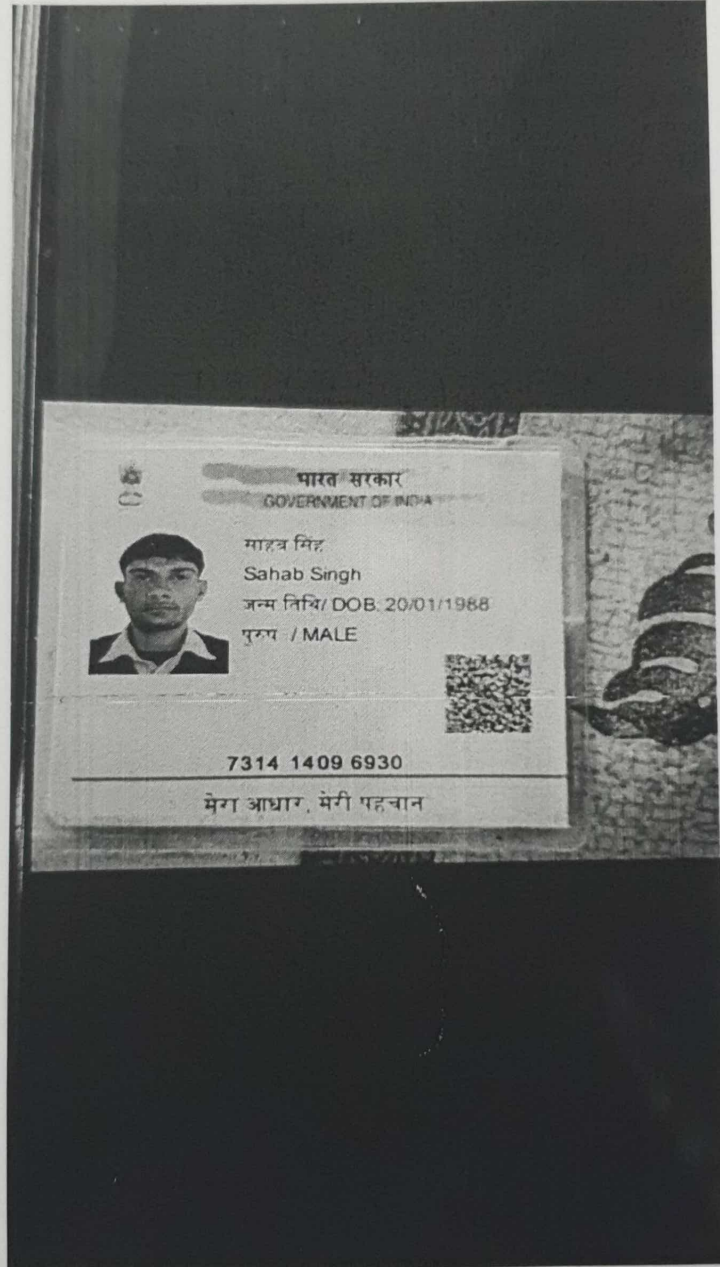 भारत सरकार
GOVERNMENT OF INDIA
साहब सिंह
Sahab Singh
जन्म तिथि/ DOB: 20/01/1988
पुरुष / MALE
7314 1409 6930
मेरा आधार, मेरी पहचान